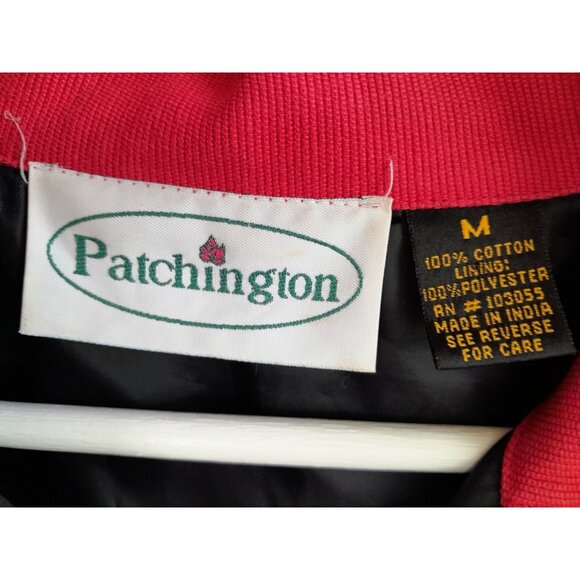 Patchington
M
100% COTTON
LINING:
100% POLYESTER
RN # 103055
MADE IN INDIA
SEE REVERSE
FOR CARE